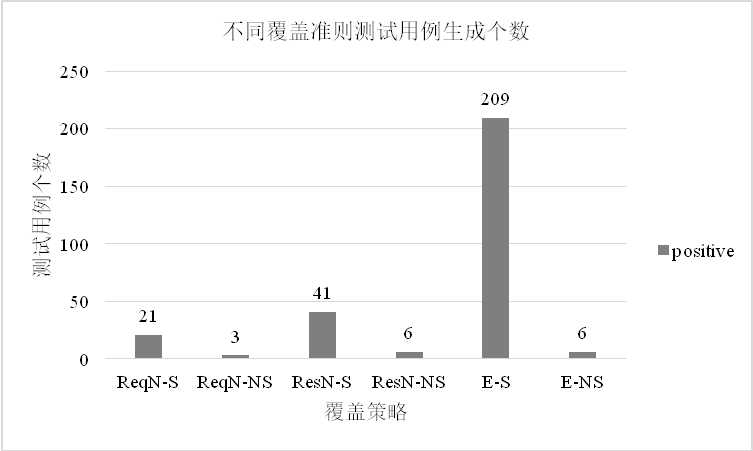 不同覆盖准则测试用例生成个数
测试用例个数
250
200
150
100
50
0
21
3
41
6
209
6
ReqN-S
ReqN-NS
ResN-S
ResN-NS
E-S
E-NS
覆盖策略
positive